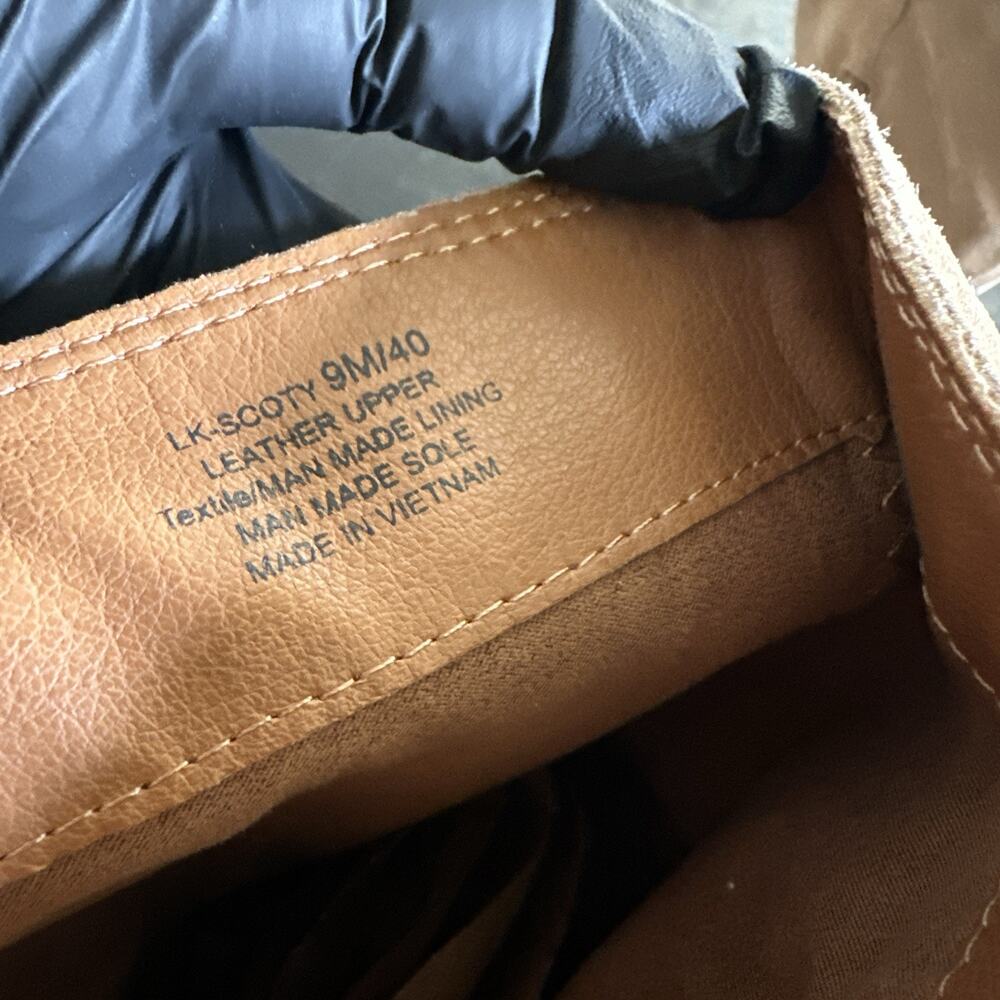 LK-SCOTY 9M/40
LEATHER UPPER
Textile/MAN MADE LINING
MAN MADE SOLE
MADE IN VIETNAM